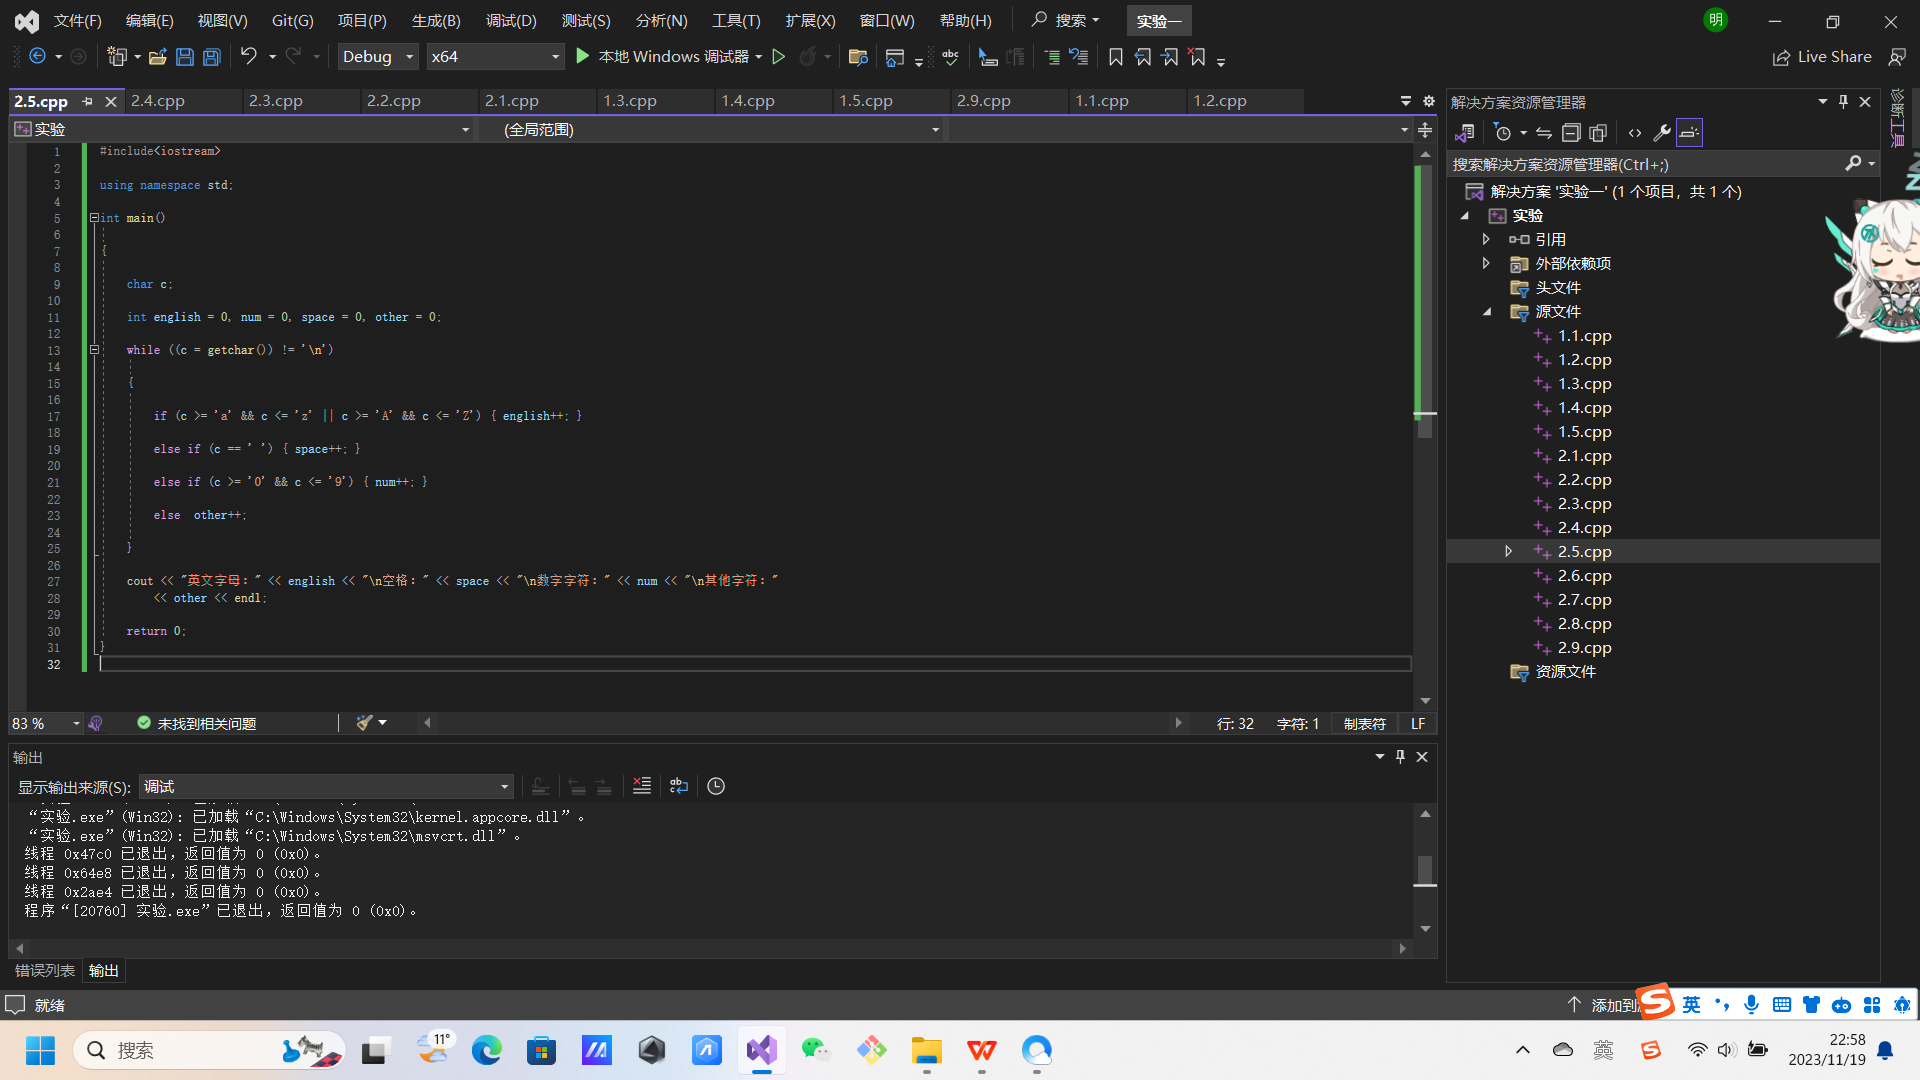 文件(F) 编辑(E) 视图(V) Git(G) 项目(P) 生成(B) 调试(D) 测试(S) 分析(N) 工具(T) 扩展(X) 窗口(W) 帮助(H) 搜索 实验一 明
Debug x64 本地 Windows 调试器 Live Share
2.5.cpp 2.4.cpp 2.3.cpp 2.2.cpp 2.1.cpp 1.3.cpp 1.4.cpp 1.5.cpp 2.9.cpp 1.1.cpp 1.2.cpp
实验 (全局范围)
1 #include<iostream>
2
3 using namespace std;
4
5 int main()
6
7 {
8
9 char c;
10
11 int english = 0, num = 0, space = 0, other = 0;
12
13 while ((c = getchar()) != '\n')
14
15 {
16
17 if (c >= 'a' && c <= 'z' || c >= 'A' && c <= 'Z') { english++; }
18
19 else if (c == ' ') { space++; }
20
21 else if (c >= '0' && c <= '9') { num++; }
22
23 else  other++;
24
25 }
26
27 cout << "英文字母：" << english << "\n空格：" << space << "\n数字字符：" << num << "\n其他字符："
28 << other << endl;
29
30 return 0;
31 }
32
83 % 未找到相关问题 行: 32 字符: 1 制表符 LF
输出
显示输出来源(S): 调试
“实验.exe”(Win32): 已加载“C:\Windows\System32\kernel.appcore.dll”。
“实验.exe”(Win32): 已加载“C:\Windows\System32\msvcrt.dll”。
线程 0x47c0 已退出，返回值为 0 (0x0)。
线程 0x64e8 已退出，返回值为 0 (0x0)。
线程 0x2ae4 已退出，返回值为 0 (0x0)。
程序“[20760] 实验.exe”已退出，返回值为 0 (0x0)。
错误列表 输出
解决方案资源管理器
搜索解决方案资源管理器(Ctrl+;)
解决方案 '实验一' (1 个项目，共 1 个)
实验
引用
外部依赖项
头文件
源文件
1.1.cpp
1.2.cpp
1.3.cpp
1.4.cpp
1.5.cpp
2.1.cpp
2.2.cpp
2.3.cpp
2.4.cpp
2.5.cpp
2.6.cpp
2.7.cpp
2.8.cpp
2.9.cpp
资源文件
诊断工具
就绪 添加到 英
搜索 11° 英 22:58
2023/11/19